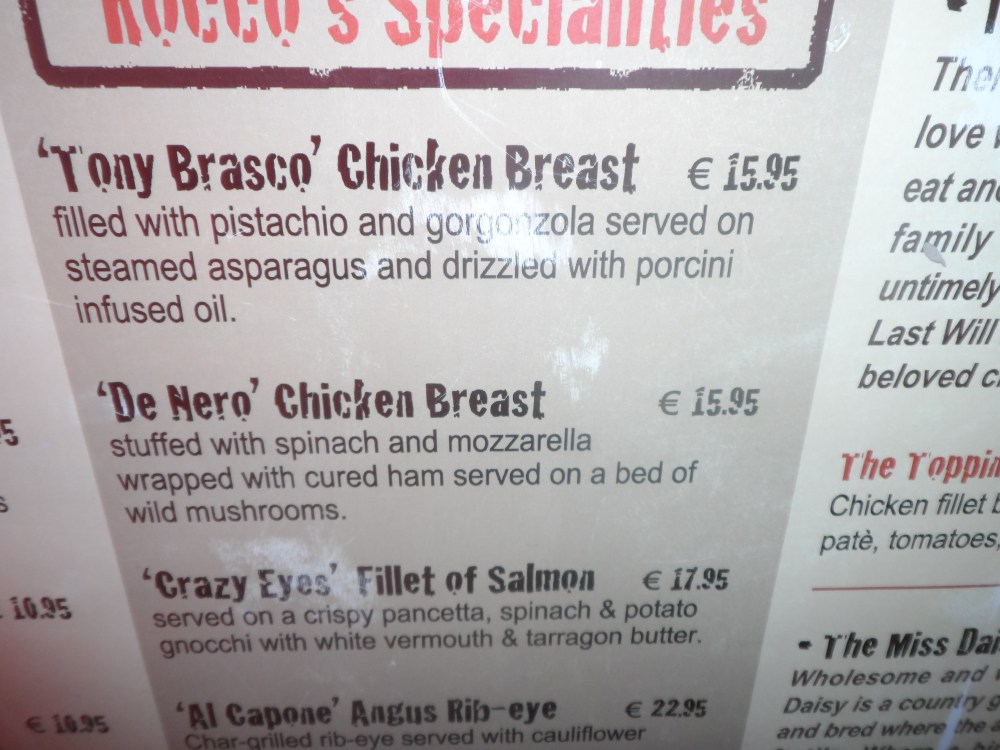 Rocco's Specialties
'Tony Brasco' Chicken Breast € 15.95
filled with pistachio and gorgonzola served on
steamed asparagus and drizzled with porcini
infused oil.
'De Nero' Chicken Breast € 15.95
stuffed with spinach and mozzarella
wrapped with cured ham served on a bed of
wild mushrooms.
'Crazy Eyes' Fillet of Salmon € 17.95
served on a crispy pancetta, spinach & potato
gnocchi with white vermouth & tarragon butter.
'Al Capone' Angus Rib-eye € 22.95
Char-grilled rib-eye served with cauliflower
10.95
€ 10.95
love
eat and
family
untimely
Last Will
beloved
The
Chicken fillet
patè, tomatoes,
• The Miss
Wholesome and
Daisy is a country
and bred where the